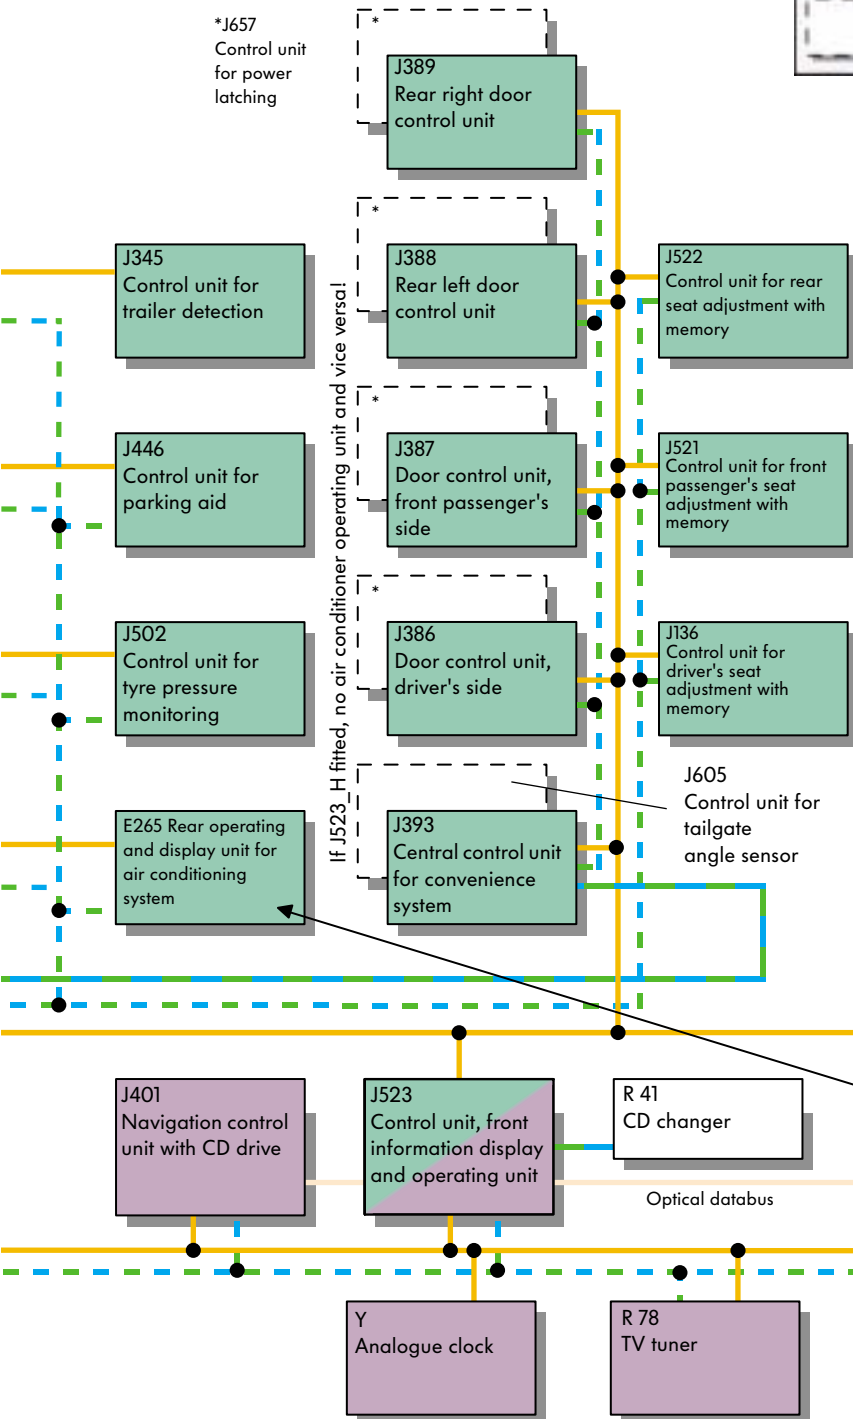 *J657
Control unit
for power
latching
*
J389
Rear right door
control unit
J345
Control unit for
trailer detection
*
J388
Rear left door
control unit
J522
Control unit for rear
seat adjustment with
memory
If J523_H fitted, no air conditioner operating unit and vice versa!
J446
Control unit for
parking aid
*
J387
Door control unit,
front passenger's
side
J521
Control unit for front
passenger's seat
adjustment with
memory
J502
Control unit for
tyre pressure
monitoring
*
J386
Door control unit,
driver's side
J136
Control unit for
driver's seat
adjustment with
memory
J605
Control unit for
tailgate
angle sensor
E265 Rear operating
and display unit for
air conditioning
system
J393
Central control unit
for convenience
system
J401
Navigation control
unit with CD drive
J523
Control unit, front
information display
and operating unit
R 41
CD changer
Optical databus
Y
Analogue clock
R 78
TV tuner